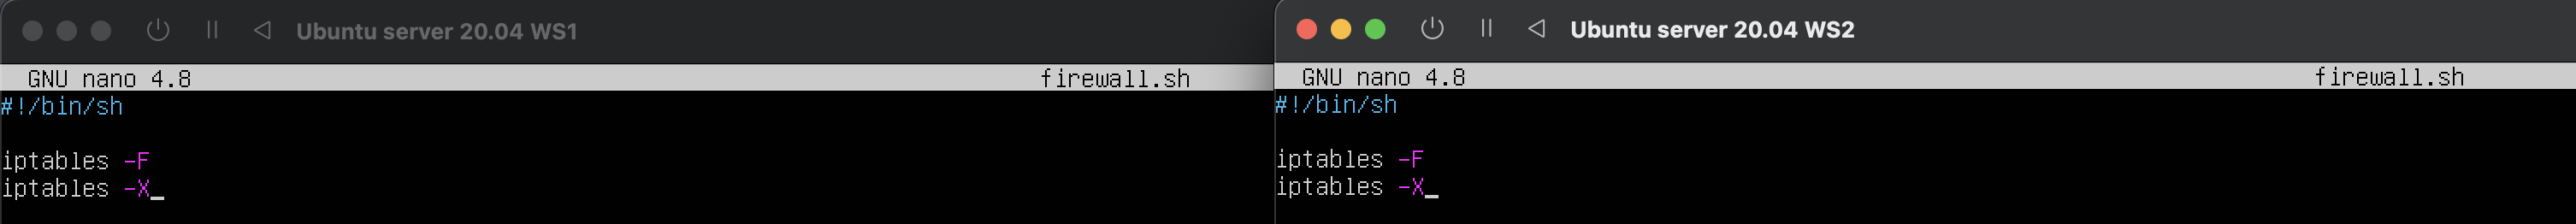 Ubuntu server 20.04 WS1
GNU nano 4.8 firewall.sh
#!/bin/sh
iptables -F
iptables -X
Ubuntu server 20.04 WS2
GNU nano 4.8 firewall.sh
#!/bin/sh
iptables -F
iptables -X